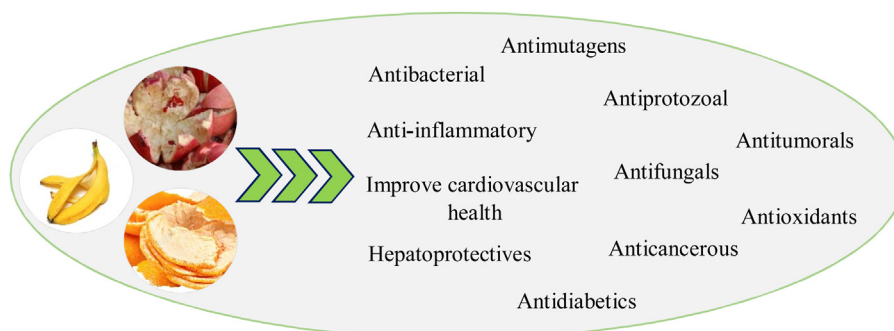 Antimutagens
Antibacterial
Antiprotozoal
Anti-inflammatory
Antitumorals
Antifungals
Improve cardiovascular
health
Antioxidants
Hepatoprotectives
Anticancerous
Antidiabetics